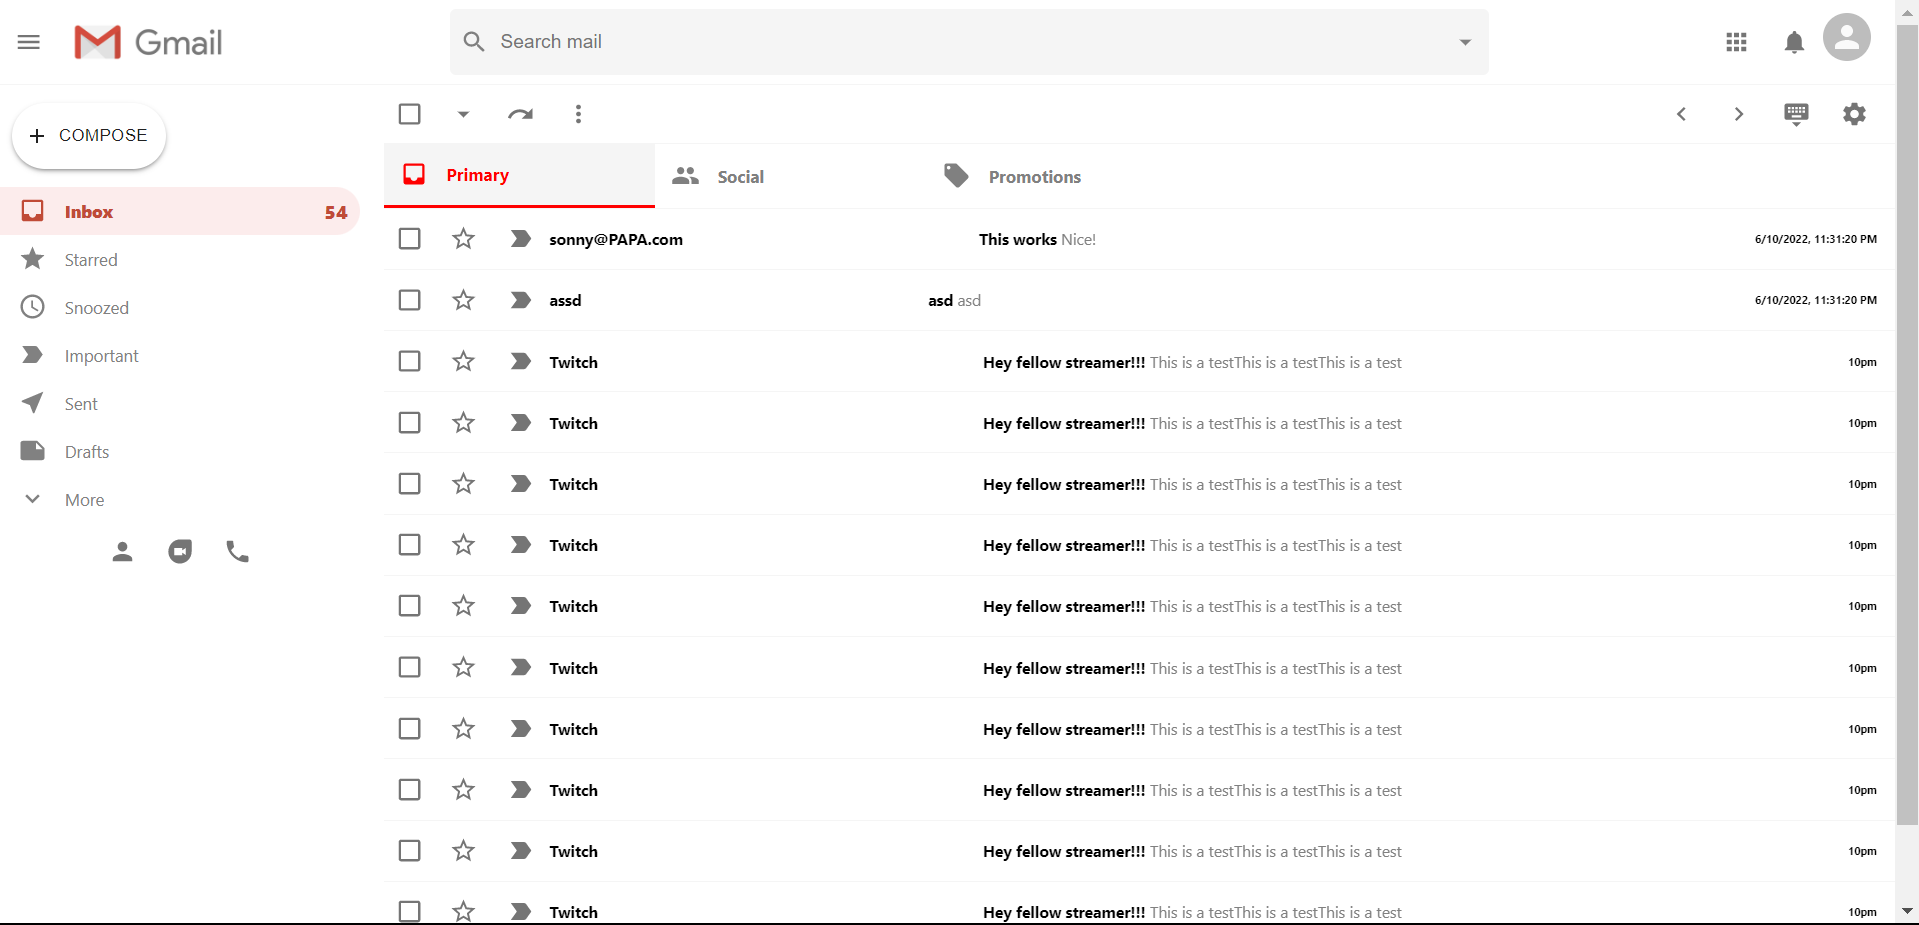 Gmail
Search mail
COMPOSE
Inbox 54
Starred
Snoozed
Important
Sent
Drafts
More
Primary Social Promotions
sonny@PAPA.com This works Nice! 6/10/2022, 11:31:20 PM
assd asd asd 6/10/2022, 11:31:20 PM
Twitch Hey fellow streamer!!! This is a testThis is a testThis is a test 10pm
Twitch Hey fellow streamer!!! This is a testThis is a testThis is a test 10pm
Twitch Hey fellow streamer!!! This is a testThis is a testThis is a test 10pm
Twitch Hey fellow streamer!!! This is a testThis is a testThis is a test 10pm
Twitch Hey fellow streamer!!! This is a testThis is a testThis is a test 10pm
Twitch Hey fellow streamer!!! This is a testThis is a testThis is a test 10pm
Twitch Hey fellow streamer!!! This is a testThis is a testThis is a test 10pm
Twitch Hey fellow streamer!!! This is a testThis is a testThis is a test 10pm
Twitch Hey fellow streamer!!! This is a testThis is a testThis is a test 10pm
Twitch Hey fellow streamer!!! This is a testThis is a testThis is a test 10pm